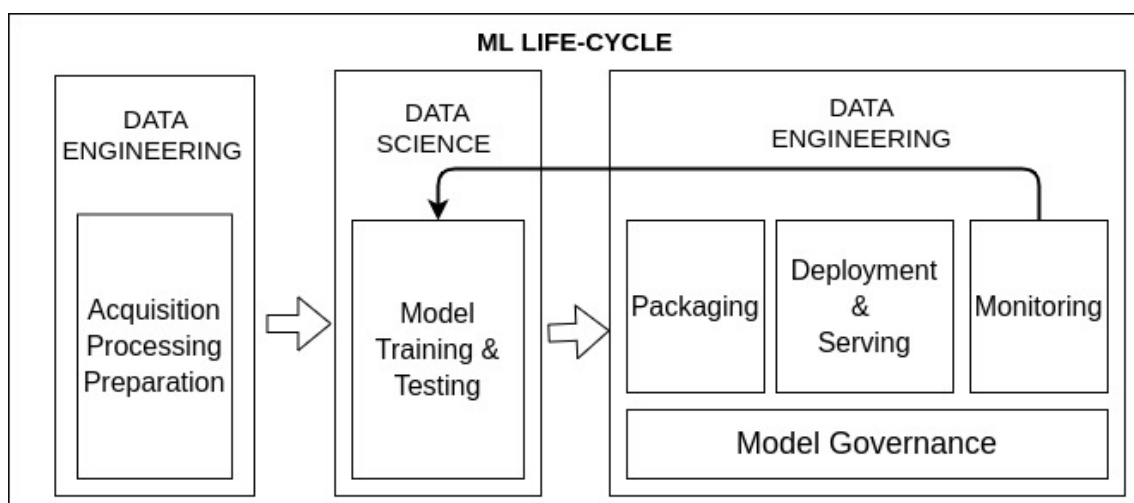 ML LIFE-CYCLE
DATA
ENGINEERING
Acquisition
Processing
Preparation
DATA
SCIENCE
Model
Training &
Testing
DATA
ENGINEERING
Packaging
Deployment
&
Serving
Monitoring
Model Governance